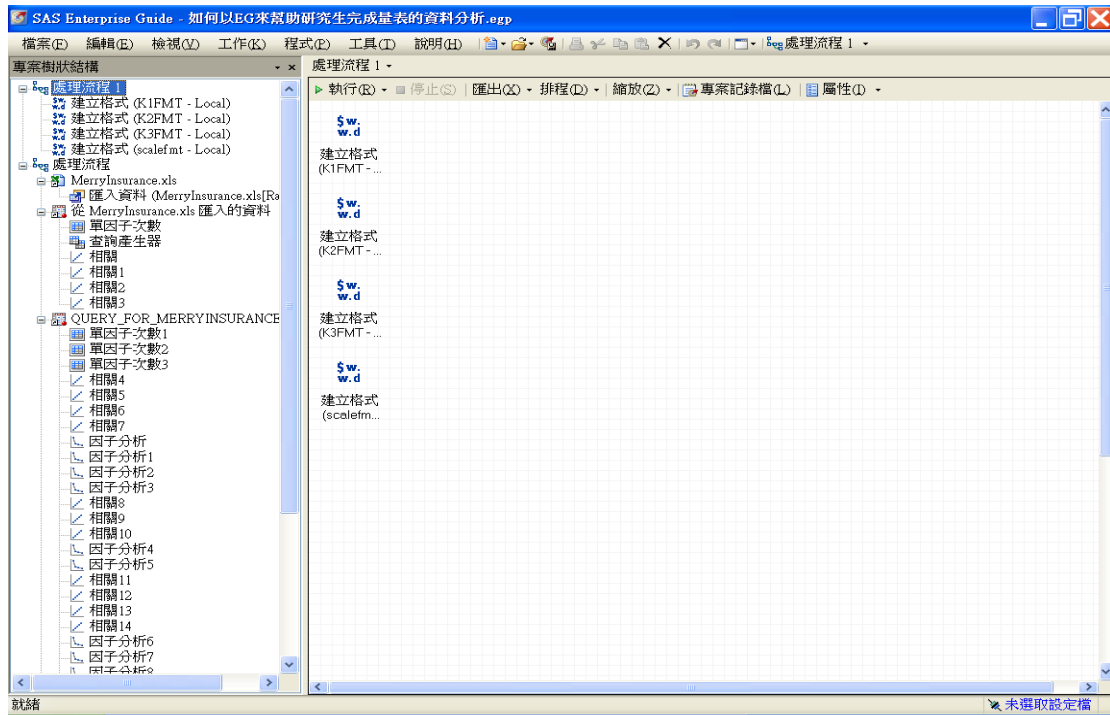 SAS Enterprise Guide - 如何以EG來幫助研究生完成量表的資料分析.egp
檔案(F) 編輯(E) 檢視(V) 工作(K) 程式(P) 工具(T) 說明(H) 處理流程 1
專案樹狀結構
處理流程 1
建立格式 (K1FMT - Local)
建立格式 (K2FMT - Local)
建立格式 (K3FMT - Local)
建立格式 (scalefmt - Local)
處理流程
MerryInsurance.xls
匯入資料 (MerryInsurance.xls[Ra
從 MerryInsurance.xls 匯入的資料
單因子次數
查詢產生器
相關
相關1
相關2
相關3
QUERY_FOR_MERRYINSURANCE
單因子次數1
單因子次數2
單因子次數3
相關4
相關5
相關6
相關7
因子分析
因子分析1
因子分析2
因子分析3
相關8
相關9
相關10
因子分析4
因子分析5
相關11
相關12
相關13
相關14
因子分析6
因子分析7
因子分析8
處理流程 1
執行(R) 停止(S) 匯出(X) 排程(D) 縮放(Z) 專案記錄檔(L) 屬性(I)
$w.
w.d
建立格式
(K1FMT - ...
$w.
w.d
建立格式
(K2FMT - ...
$w.
w.d
建立格式
(K3FMT - ...
$w.
w.d
建立格式
(scalefm...
就緒
未選取設定檔